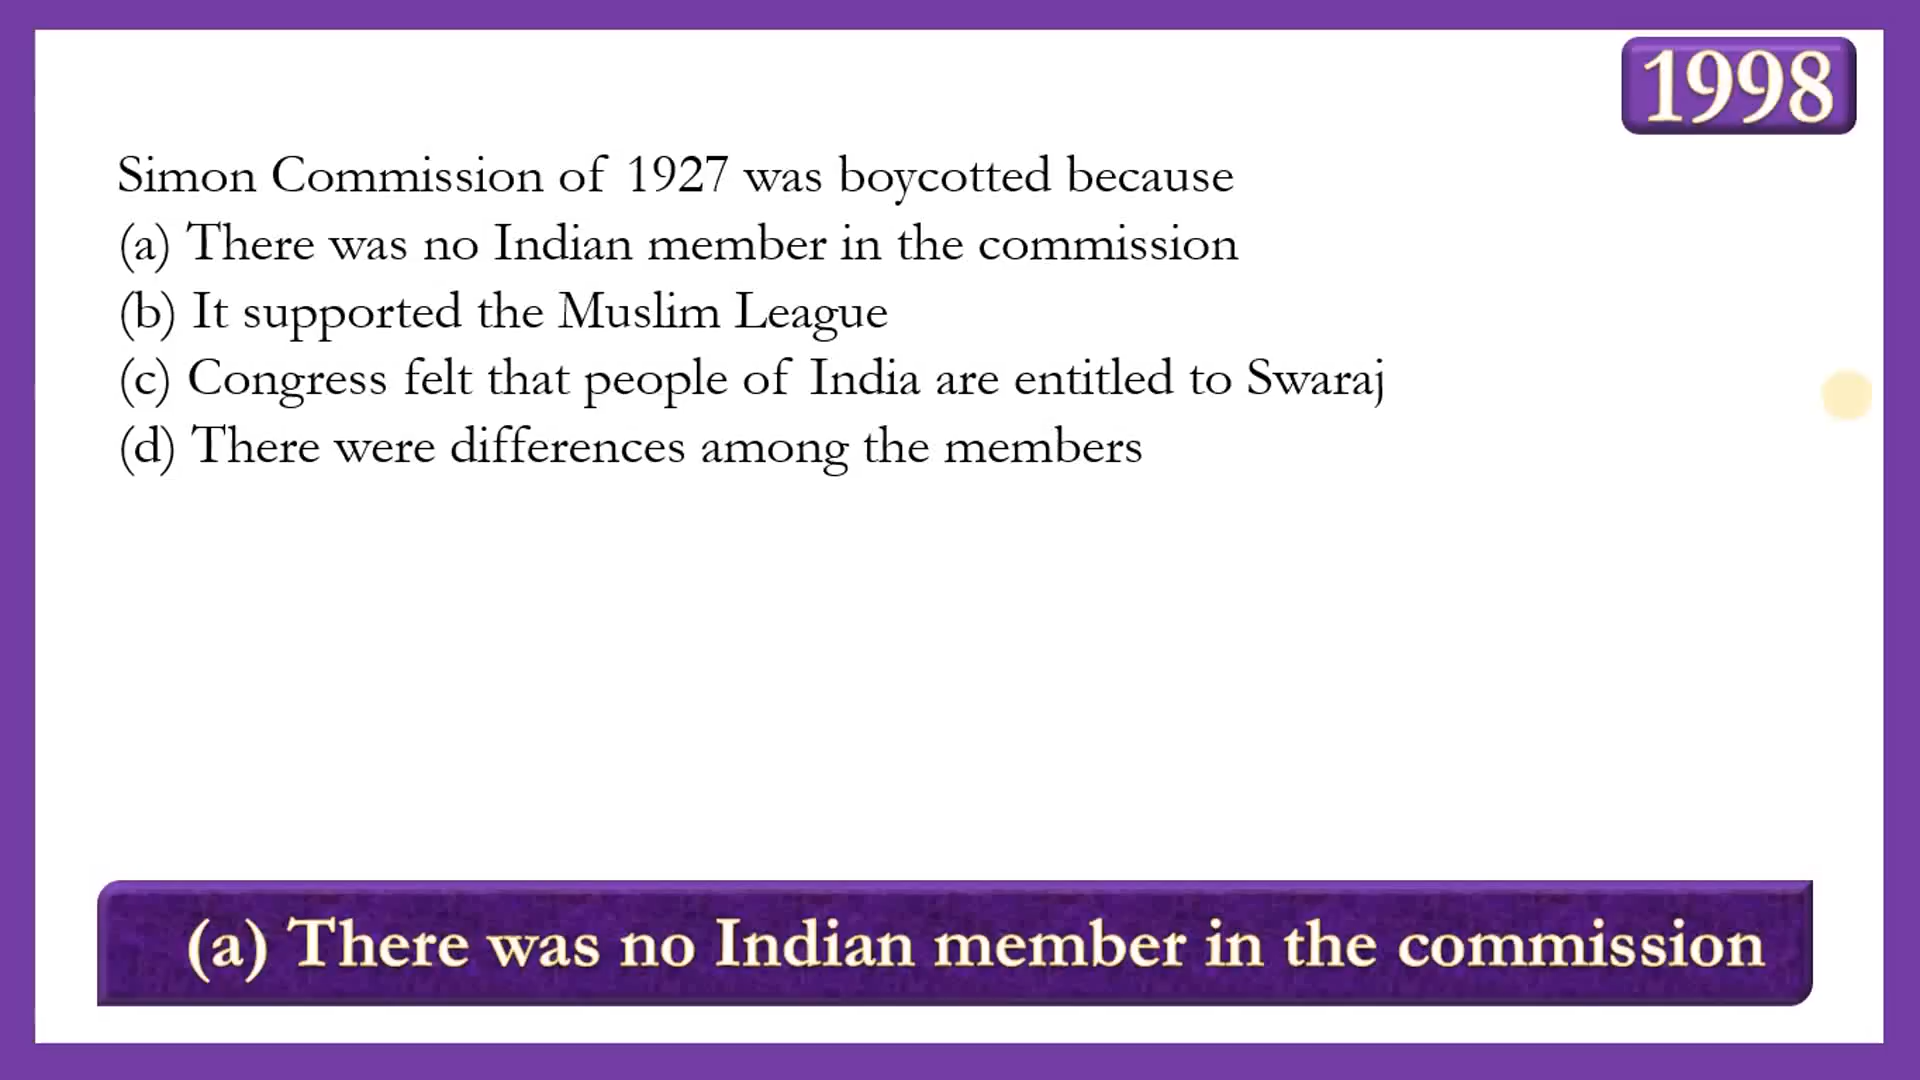 1998
Simon Commission of 1927 was boycotted because
(a) There was no Indian member in the commission
(b) It supported the Muslim League
(c) Congress felt that people of India are entitled to Swaraj
(d) There were differences among the members
(a) There was no Indian member in the commission